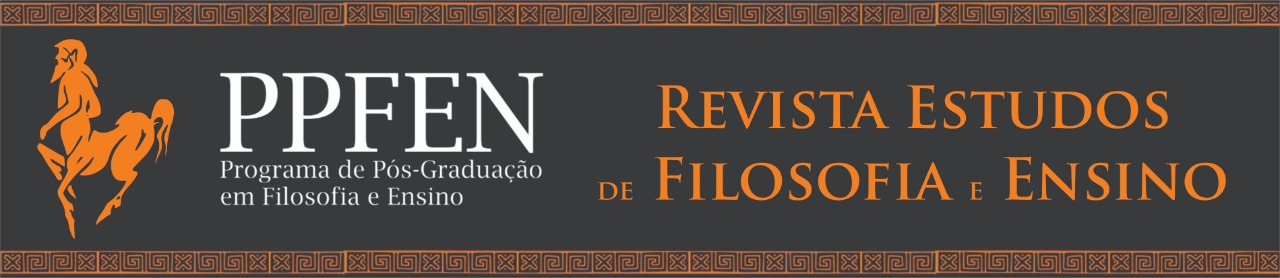 PPFEN
Programa de Pós-Graduação
em Filosofia e Ensino
Revista Estudos
de Filosofia e Ensino